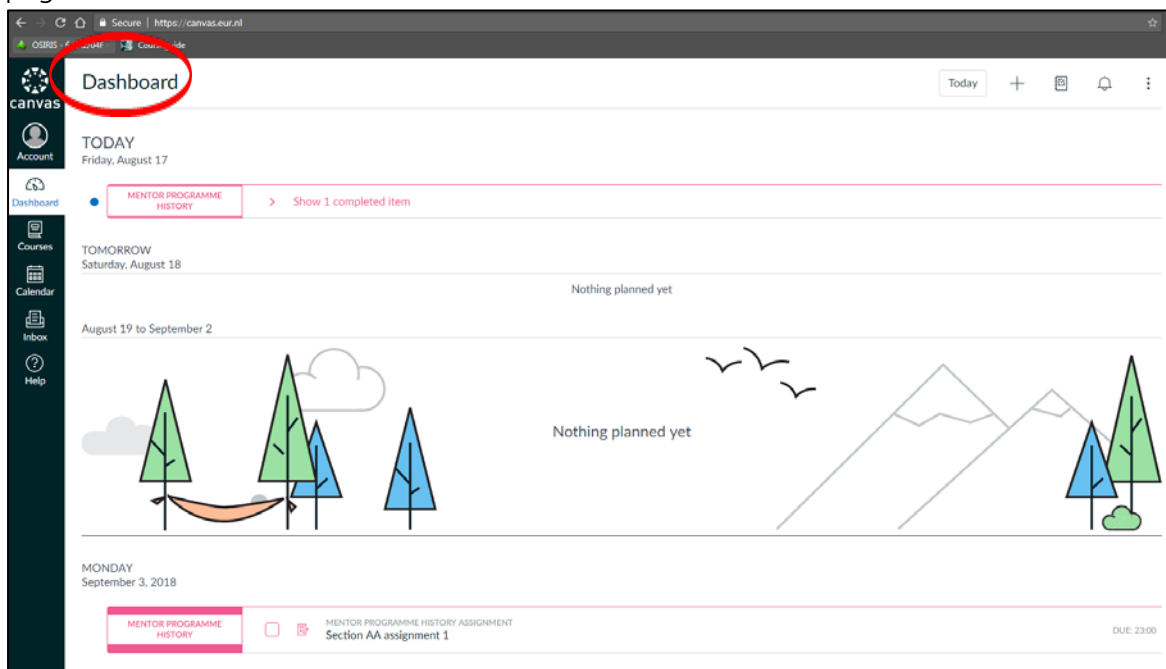 Secure | https://canvas.eur.nl
OSIRIS
canvas
Dashboard
Today
Account
Dashboard
Courses
Calendar
Inbox
Help
TODAY
Friday, August 17
MENTOR PROGRAMME
HISTORY
Show 1 completed item
TOMORROW
Saturday, August 18
Nothing planned yet
August 19 to September 2
Nothing planned yet
MONDAY
September 3, 2018
MENTOR PROGRAMME
HISTORY
MENTOR PROGRAMME HISTORY ASSIGNMENT
Section AA assignment 1
DUE: 23:00